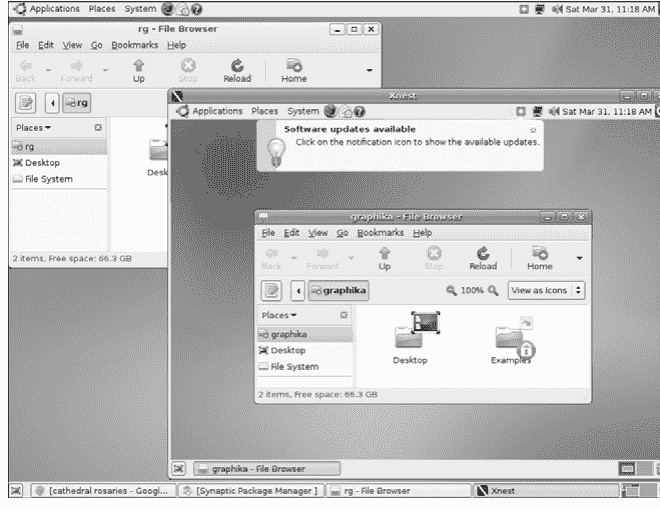 Applications Places System Sat Mar 31, 11:18 AM
rg - File Browser
File Edit View Go Bookmarks Help
Back Forward Up Stop Reload Home
rg
Places
rg
Desktop
File System
Desk
2 items, Free space: 66.3 GB
Xnest
Applications Places System Sat Mar 31, 11:18 AM
Software updates available
Click on the notification icon to show the available updates.
graphika - File Browser
File Edit View Go Bookmarks Help
Back Forward Up Stop Reload Home
graphika 100% View as Icons
Places
graphika
Desktop
File System
Desktop Examples
2 items, Free space: 66.3 GB
graphika - File Browser
[cathedral rosaries - Googl... [Synaptic Package Manager ] rg - File Browser Xnest